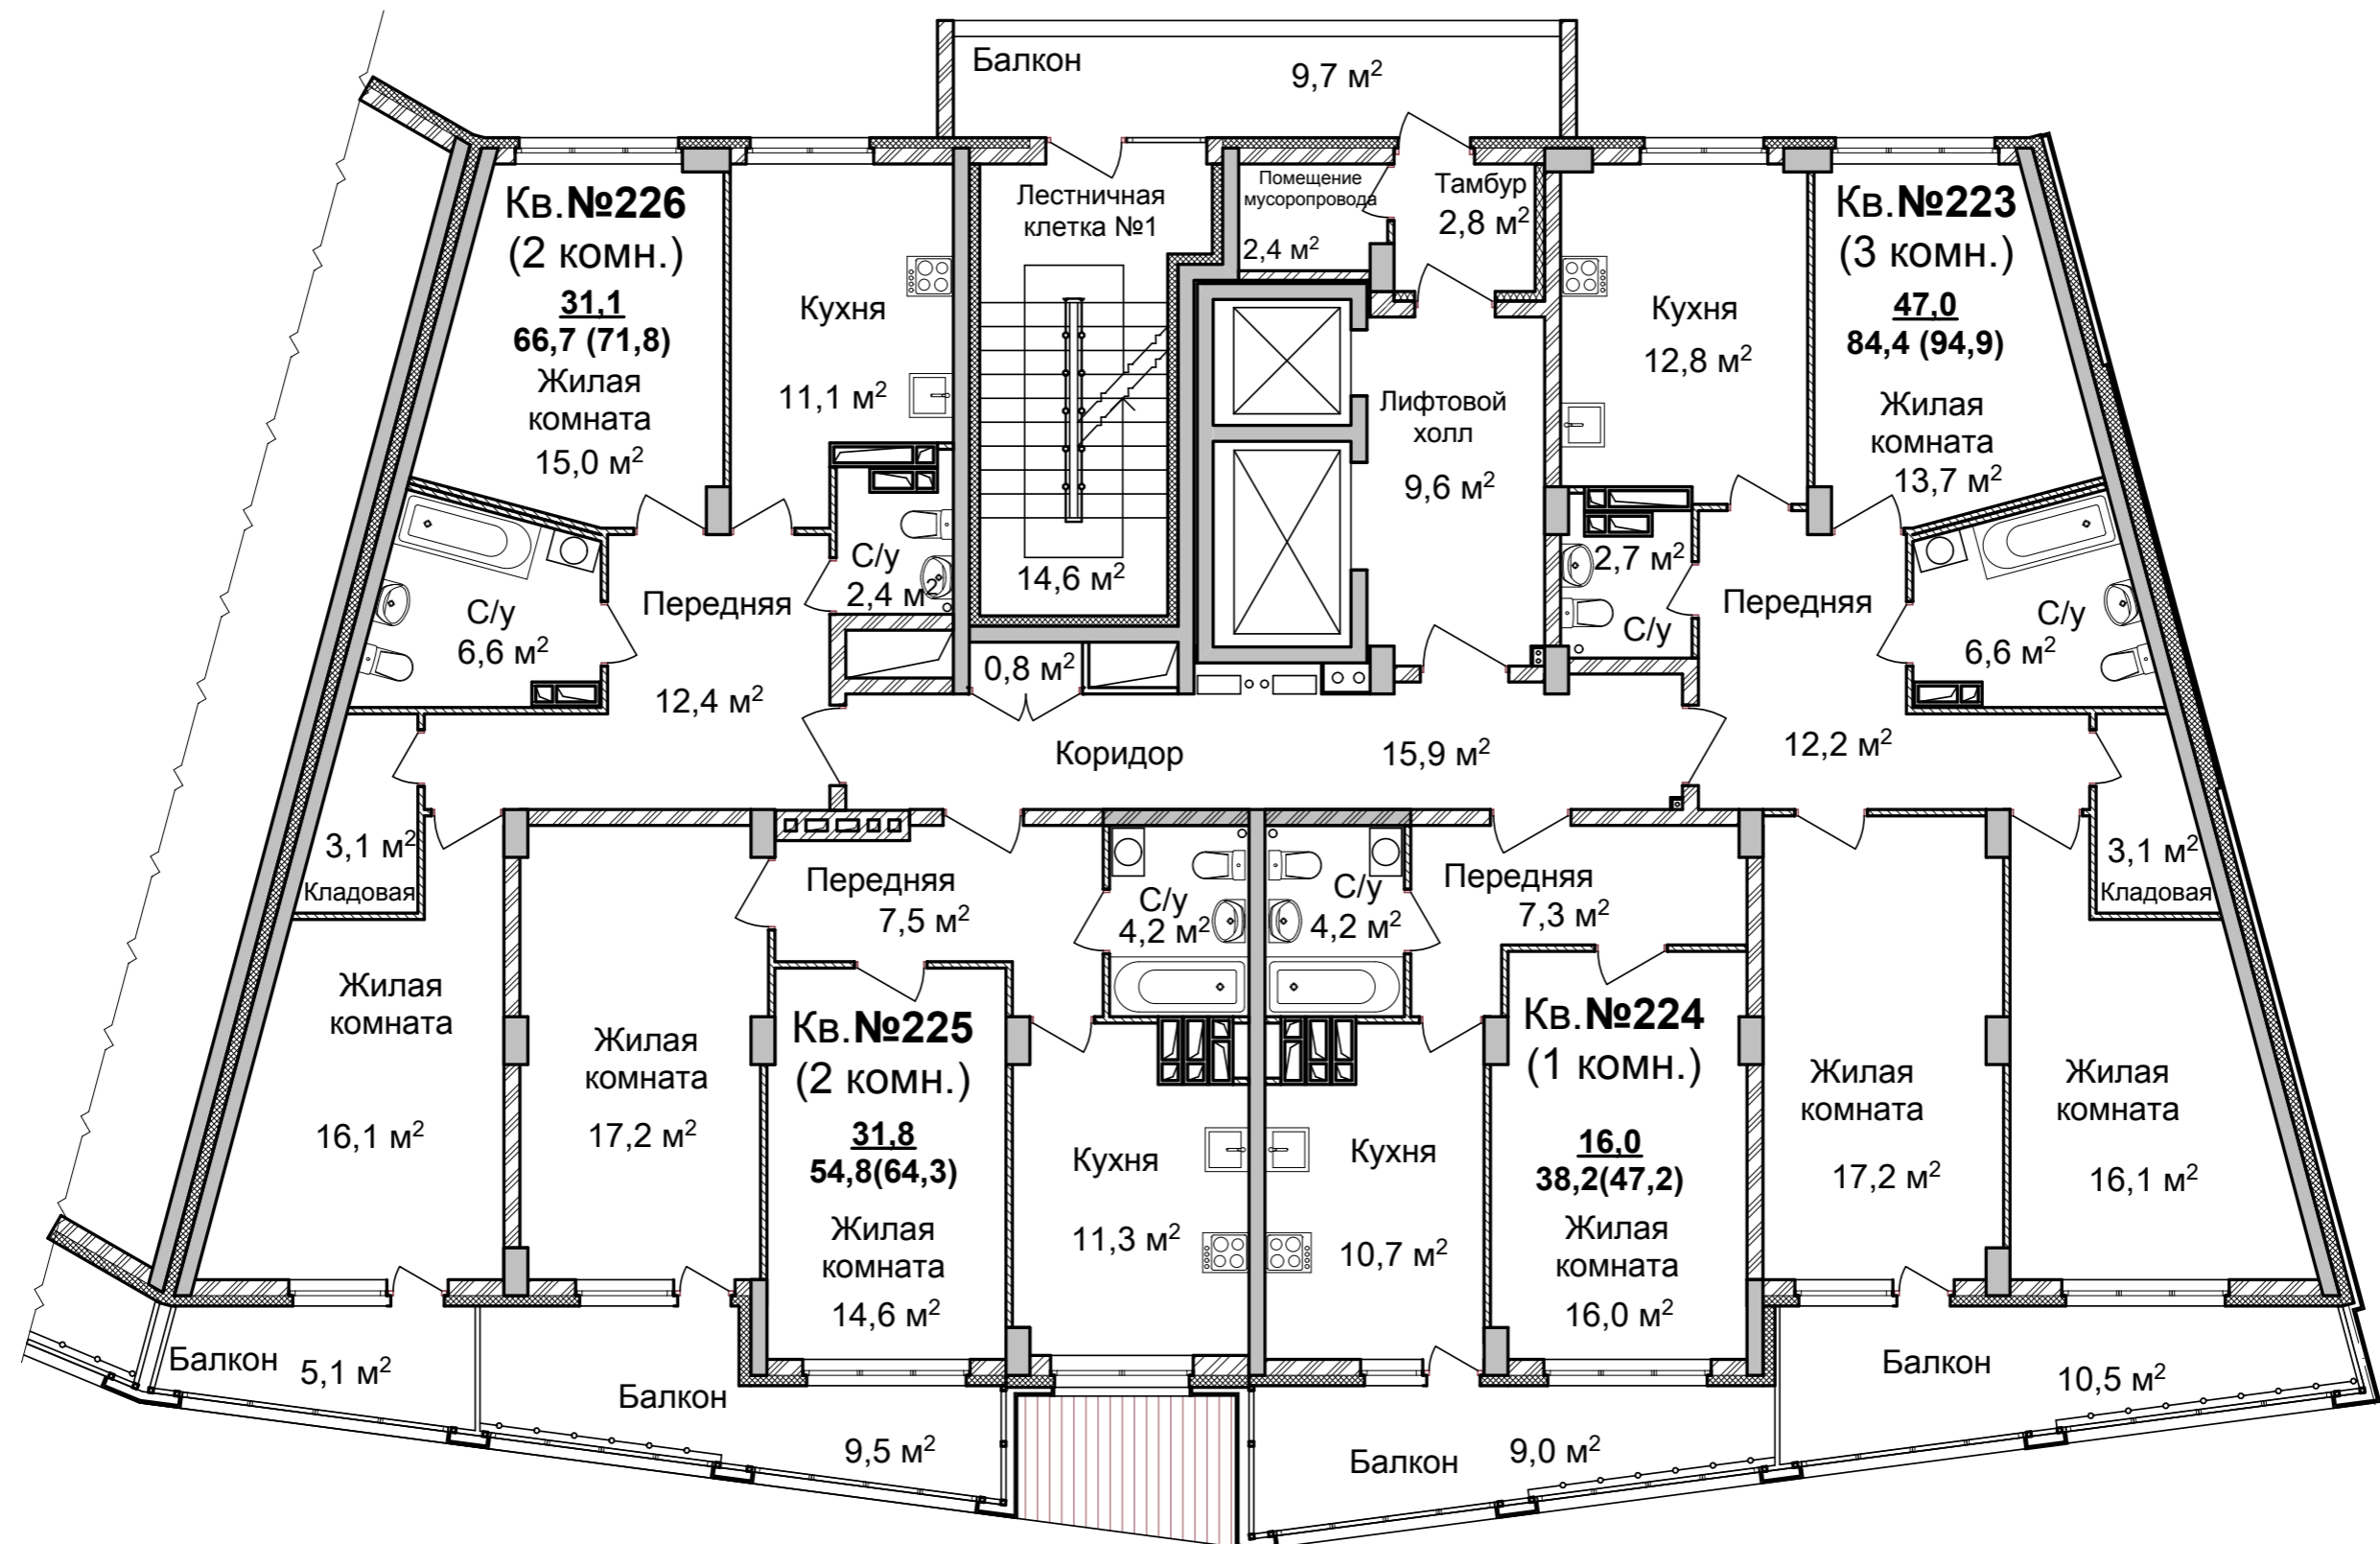 Балкон
9,7 м²
Кв.№226
(2 комн.)
31,1
66,7 (71,8)
Жилая
комната
15,0 м²
Кухня
11,1 м²
Лестничная
клетка №1
14,6 м²
Помещение
мусоропровода
2,4 м²
Тамбур
2,8 м²
Лифтовой
холл
9,6 м²
Кухня
12,8 м²
Кв.№223
(3 комн.)
47,0
84,4 (94,9)
Жилая
комната
13,7 м²
С/у
6,6 м²
Передняя
12,4 м²
С/у
2,4 м²
0,8 м²
2,7 м²
С/у
Передняя
12,2 м²
С/у
6,6 м²
Коридор
15,9 м²
3,1 м²
Кладовая
Передняя
7,5 м²
С/у
4,2 м²
С/у
4,2 м²
Передняя
7,3 м²
3,1 м²
Кладовая
Жилая
комната
16,1 м²
Жилая
комната
17,2 м²
Кв.№225
(2 комн.)
31,8
54,8(64,3)
Жилая
комната
14,6 м²
Кухня
11,3 м²
Кухня
10,7 м²
Кв.№224
(1 комн.)
16,0
38,2(47,2)
Жилая
комната
16,0 м²
Жилая
комната
17,2 м²
Жилая
комната
16,1 м²
Балкон
5,1 м²
Балкон
9,5 м²
Балкон
9,0 м²
Балкон
10,5 м²